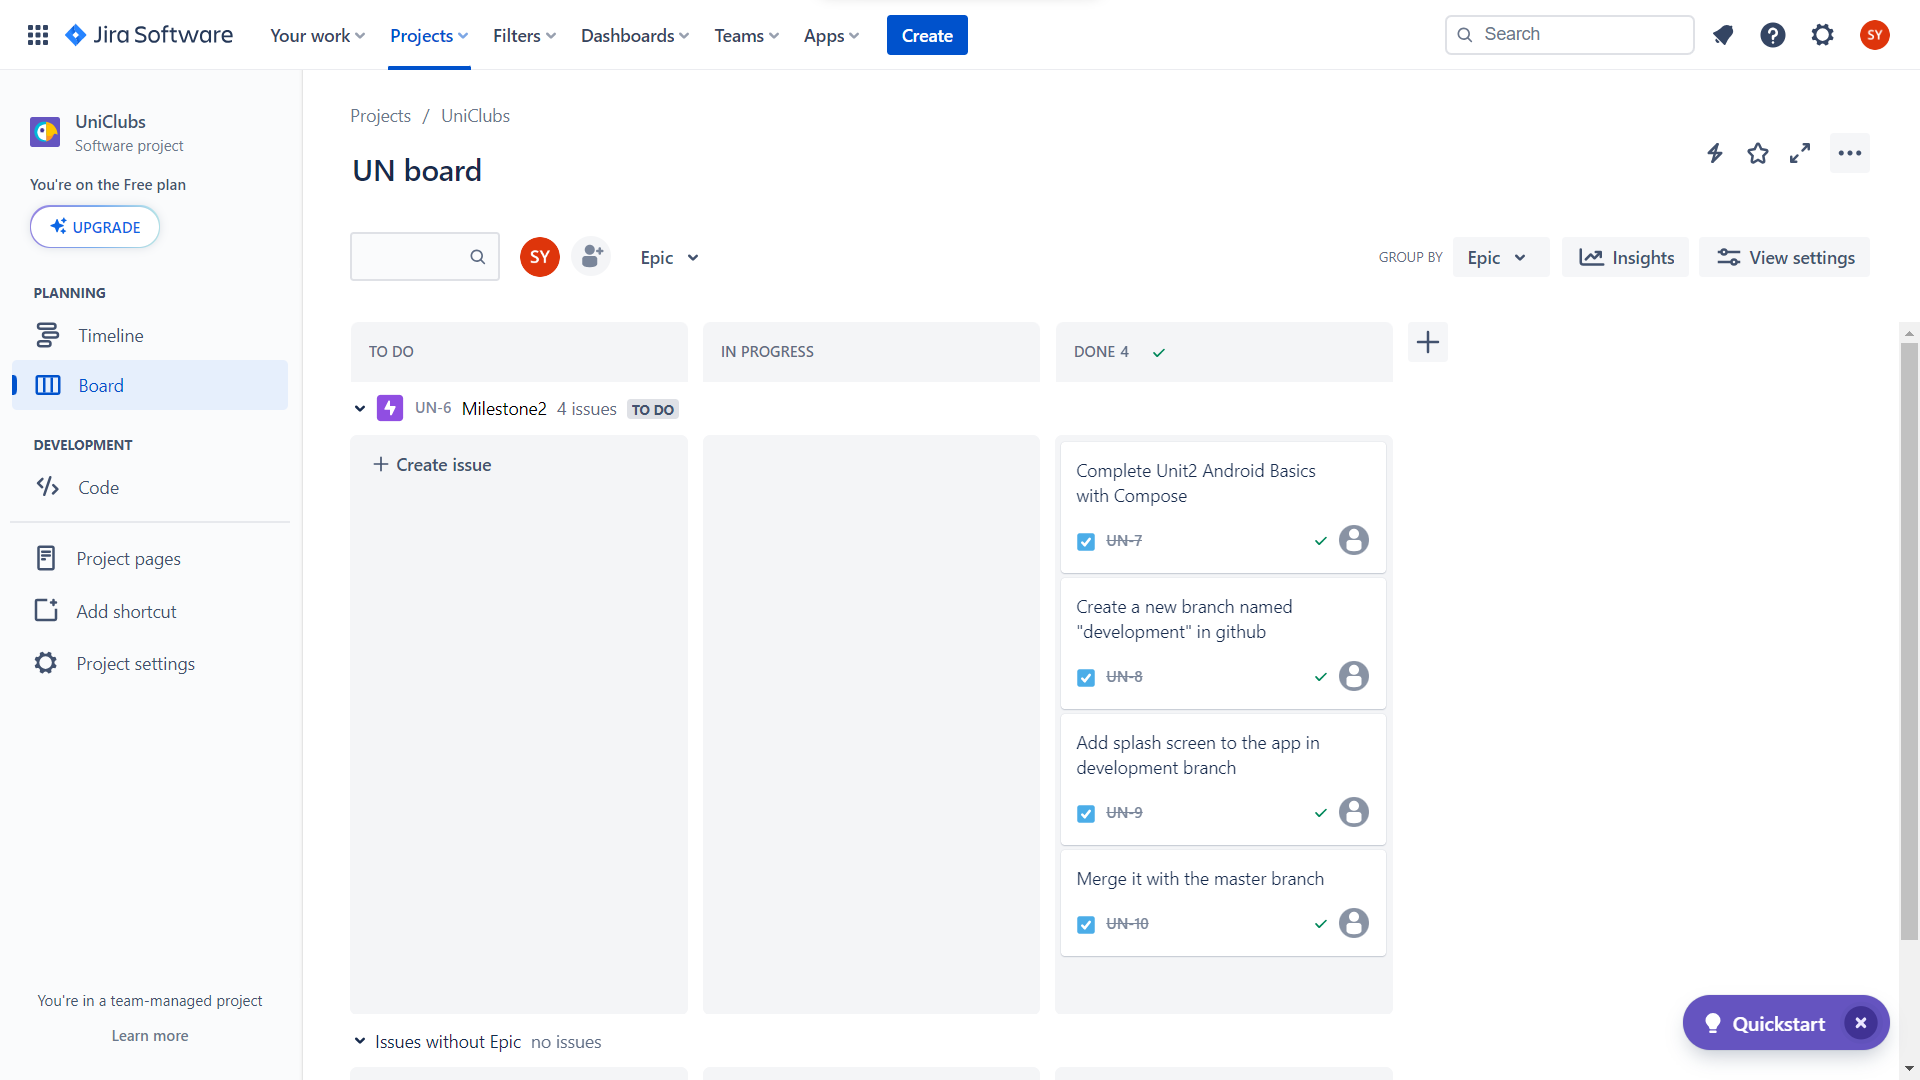 Jira Software
Your work
Projects
Filters
Dashboards
Teams
Apps
Create
Search
SY
UniClubs
Software project
You're on the Free plan
UPGRADE
PLANNING
Timeline
Board
DEVELOPMENT
Code
Project pages
Add shortcut
Project settings
You're in a team-managed project
Learn more
Projects / UniClubs
UN board
SY
Epic
GROUP BY
Epic
Insights
View settings
TO DO
IN PROGRESS
DONE 4
UN-6 Milestone2 4 issues TO DO
Create issue
Complete Unit2 Android Basics
with Compose
UN-7
Create a new branch named
"development" in github
UN-8
Add splash screen to the app in
development branch
UN-9
Merge it with the master branch
UN-10
Issues without Epic no issues
Quickstart